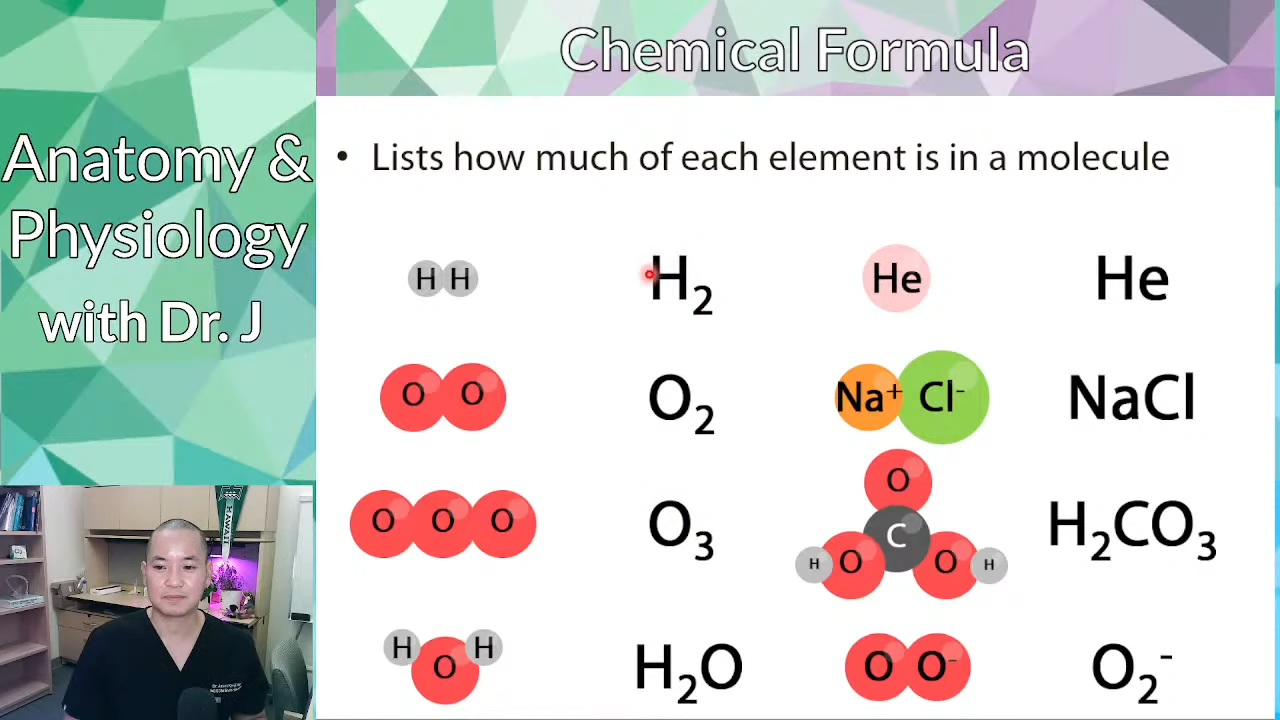 Chemical Formula
Anatomy &
Physiology
with Dr. J
• Lists how much of each element is in a molecule
H H H₂ He He
O O O₂ Na⁺ Cl⁻ NaCl
O O O O₃ O C O O H H H₂CO₃
H O H H₂O O O⁻ O₂⁻
HAWAII